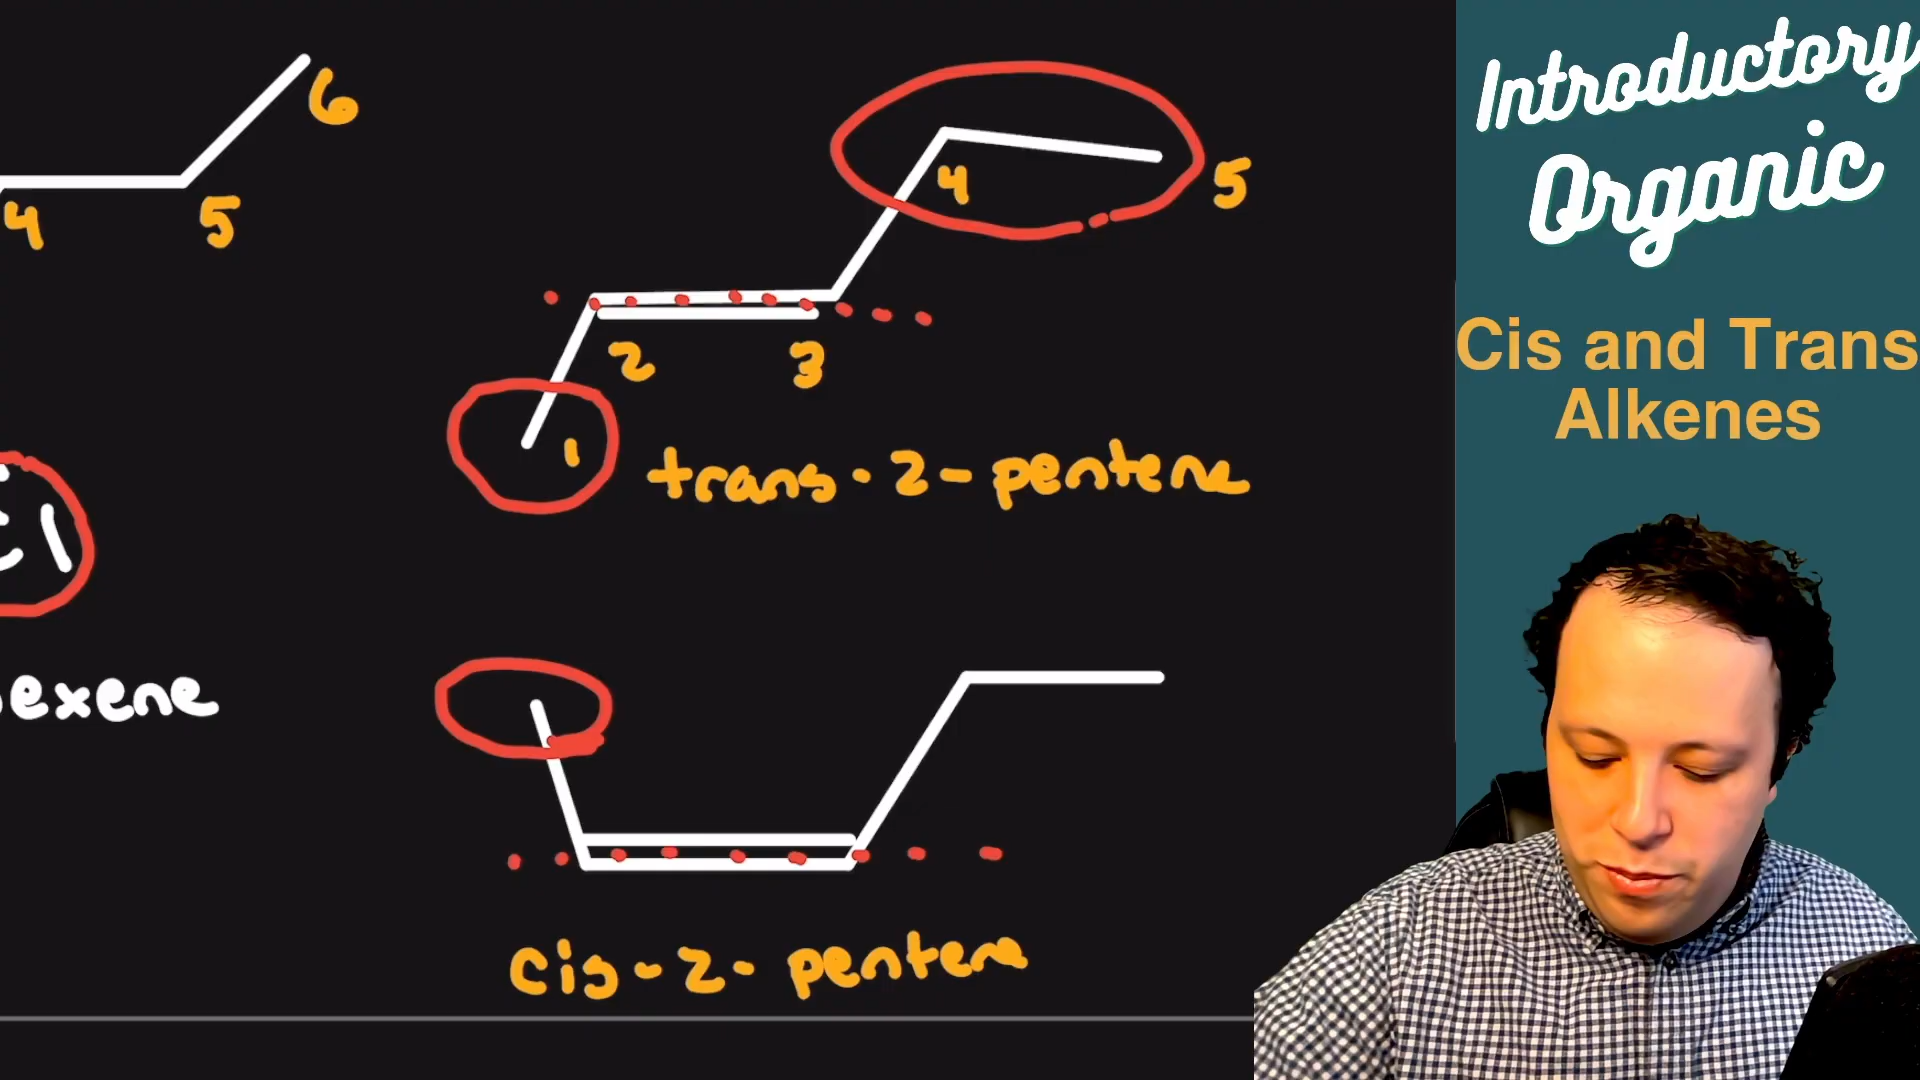 6
4
5
4
5
2
3
1
trans-2-pentene
exene
cis-2-pentene
Introductory
Organic
Cis and Trans
Alkenes